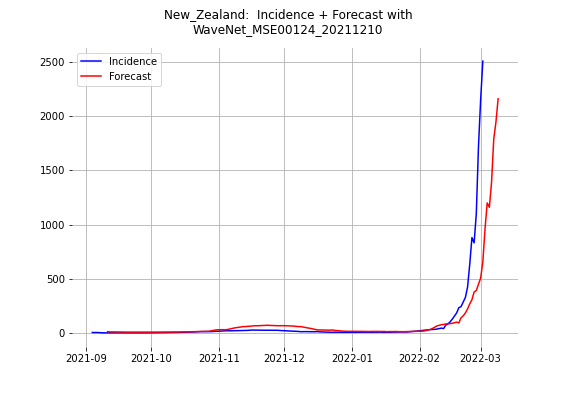 New_Zealand:  Incidence + Forecast with
WaveNet_MSE00124_20211210
Incidence
Forecast
2500
2000
1500
1000
500
0
2021-09 2021-10 2021-11 2021-12 2022-01 2022-02 2022-03